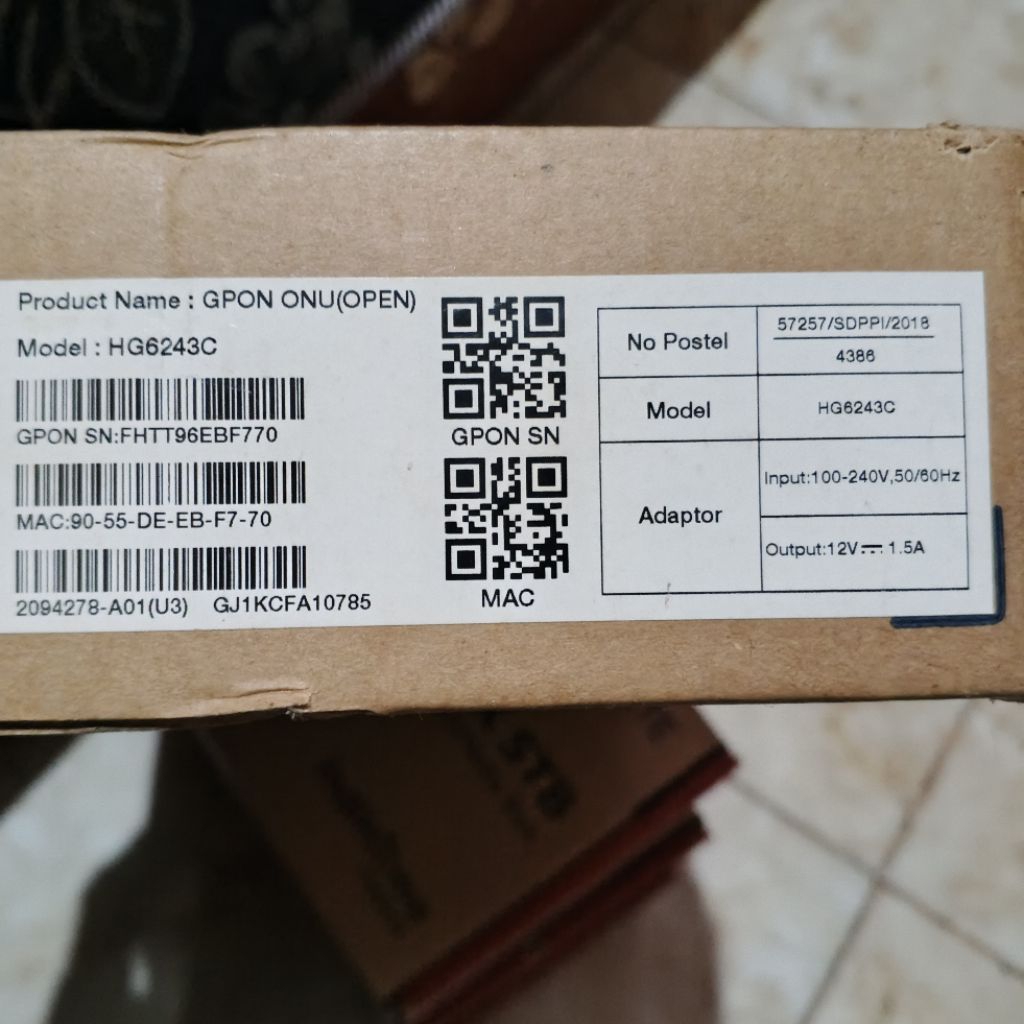 Product Name : GPON ONU(OPEN)
Model : HG6243C
GPON SN:FHTT96EBF770
MAC:90-55-DE-EB-F7-70
2094278-A01(U3) GJ1KCFA10785
GPON SN
MAC
No Postel
57257/SDPPI/2018
4386
Model
HG6243C
Adaptor
Input:100-240V,50/60Hz
Output:12V⎓1.5A
STB